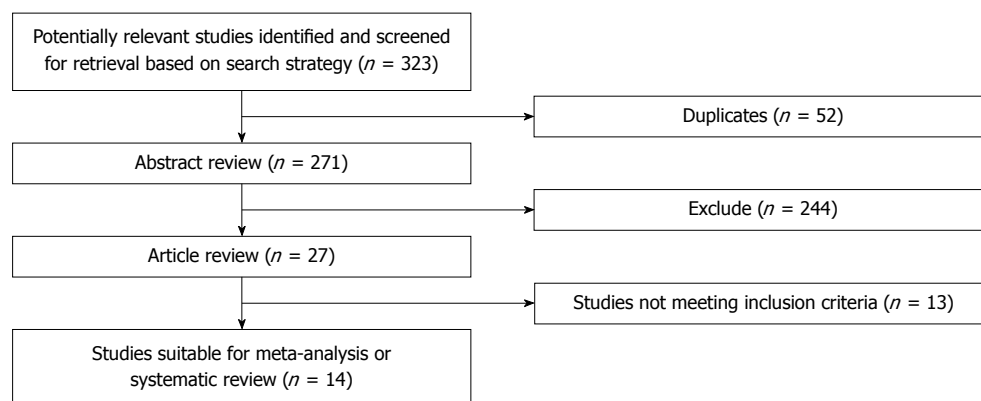 Potentially relevant studies identified and screened
for retrieval based on search strategy (n = 323)
Duplicates (n = 52)
Abstract review (n = 271)
Exclude (n = 244)
Article review (n = 27)
Studies not meeting inclusion criteria (n = 13)
Studies suitable for meta-analysis or
systematic review (n = 14)